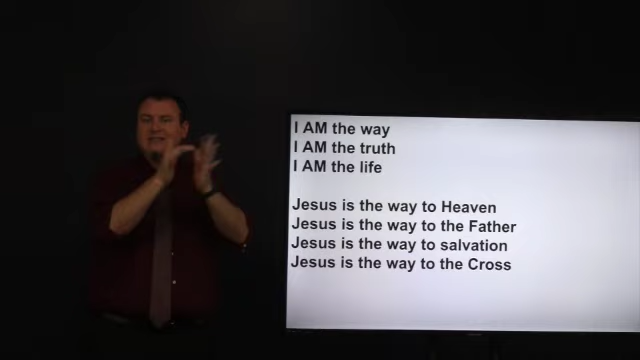 I AM the way
I AM the truth
I AM the life
Jesus is the way to Heaven
Jesus is the way to the Father
Jesus is the way to salvation
Jesus is the way to the Cross